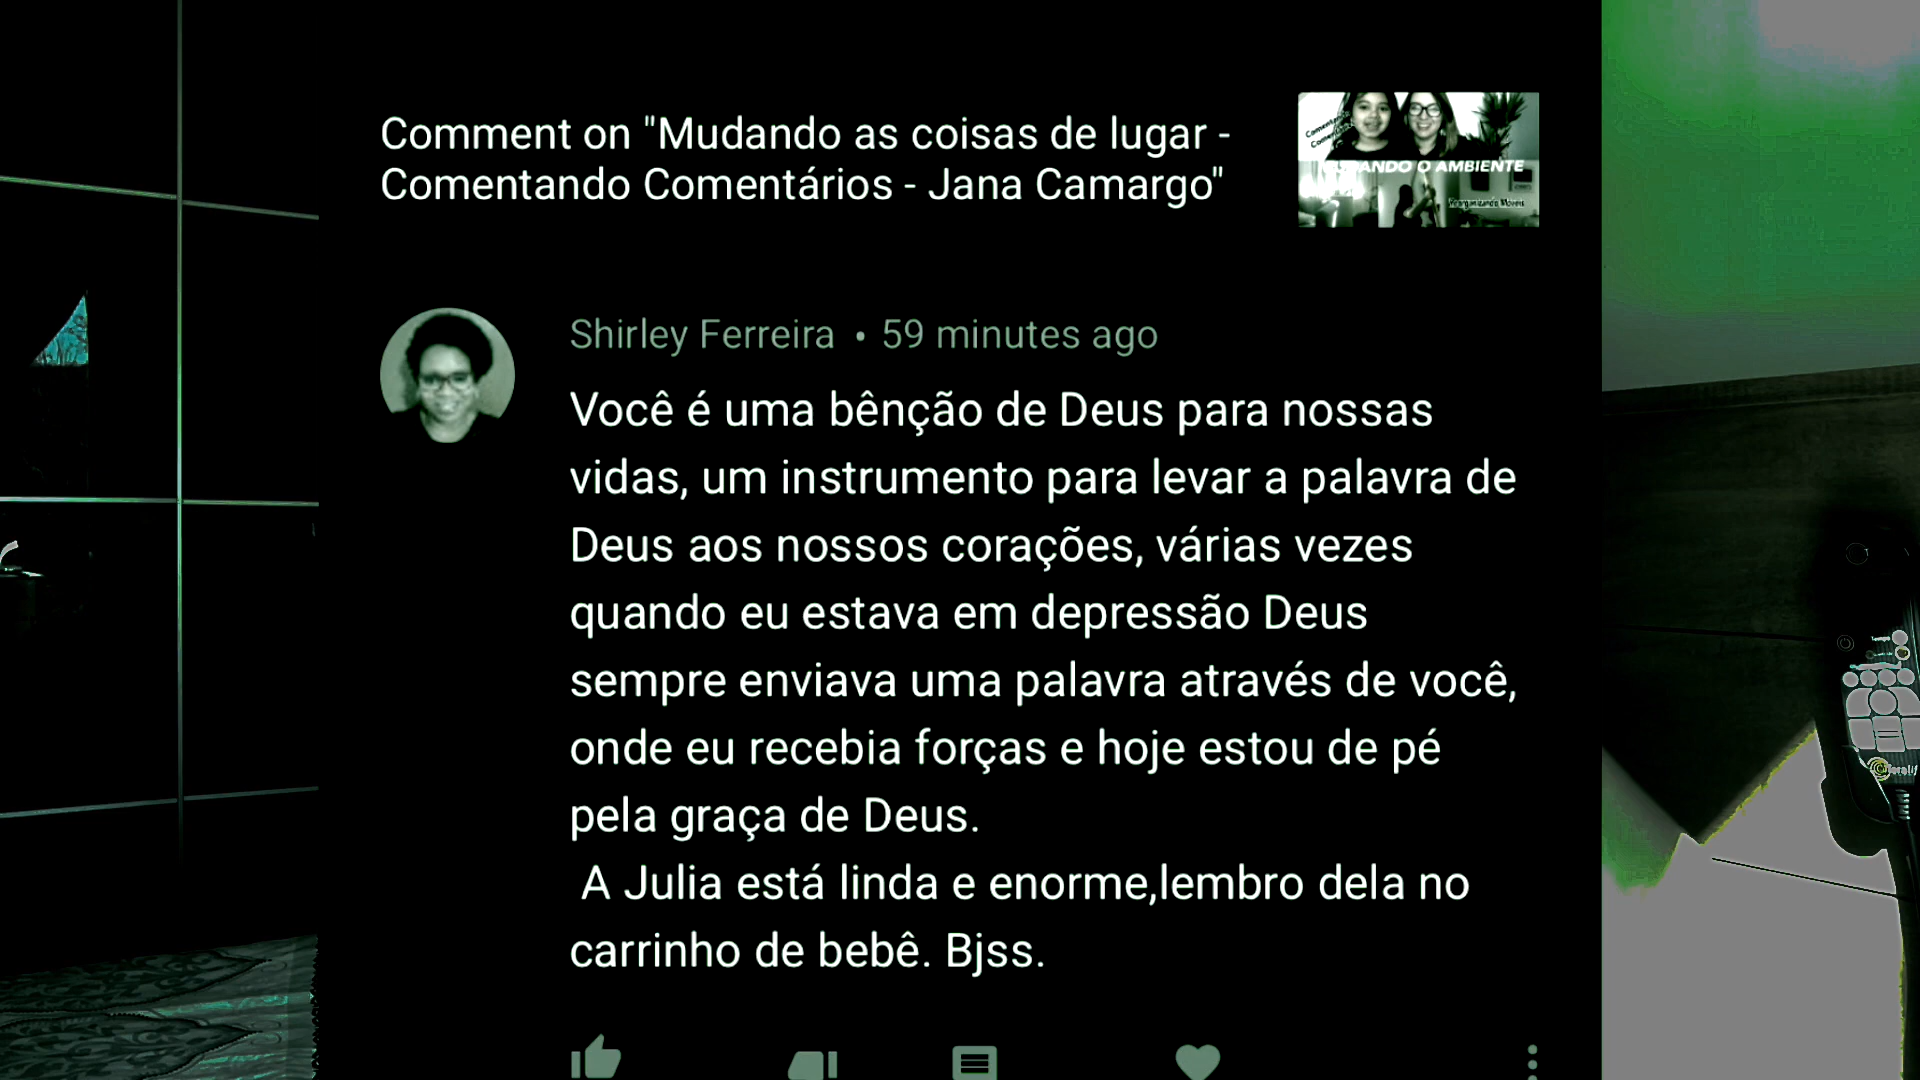 Comment on "Mudando as coisas de lugar -
Comentando Comentários - Jana Camargo"
ANDO O AMBIENTE
Shirley Ferreira • 59 minutes ago
Você é uma bênção de Deus para nossas
vidas, um instrumento para levar a palavra de
Deus aos nossos corações, várias vezes
quando eu estava em depressão Deus
sempre enviava uma palavra através de você,
onde eu recebia forças e hoje estou de pé
pela graça de Deus.
A Julia está linda e enorme,lembro dela no
carrinho de bebê. Bjss.